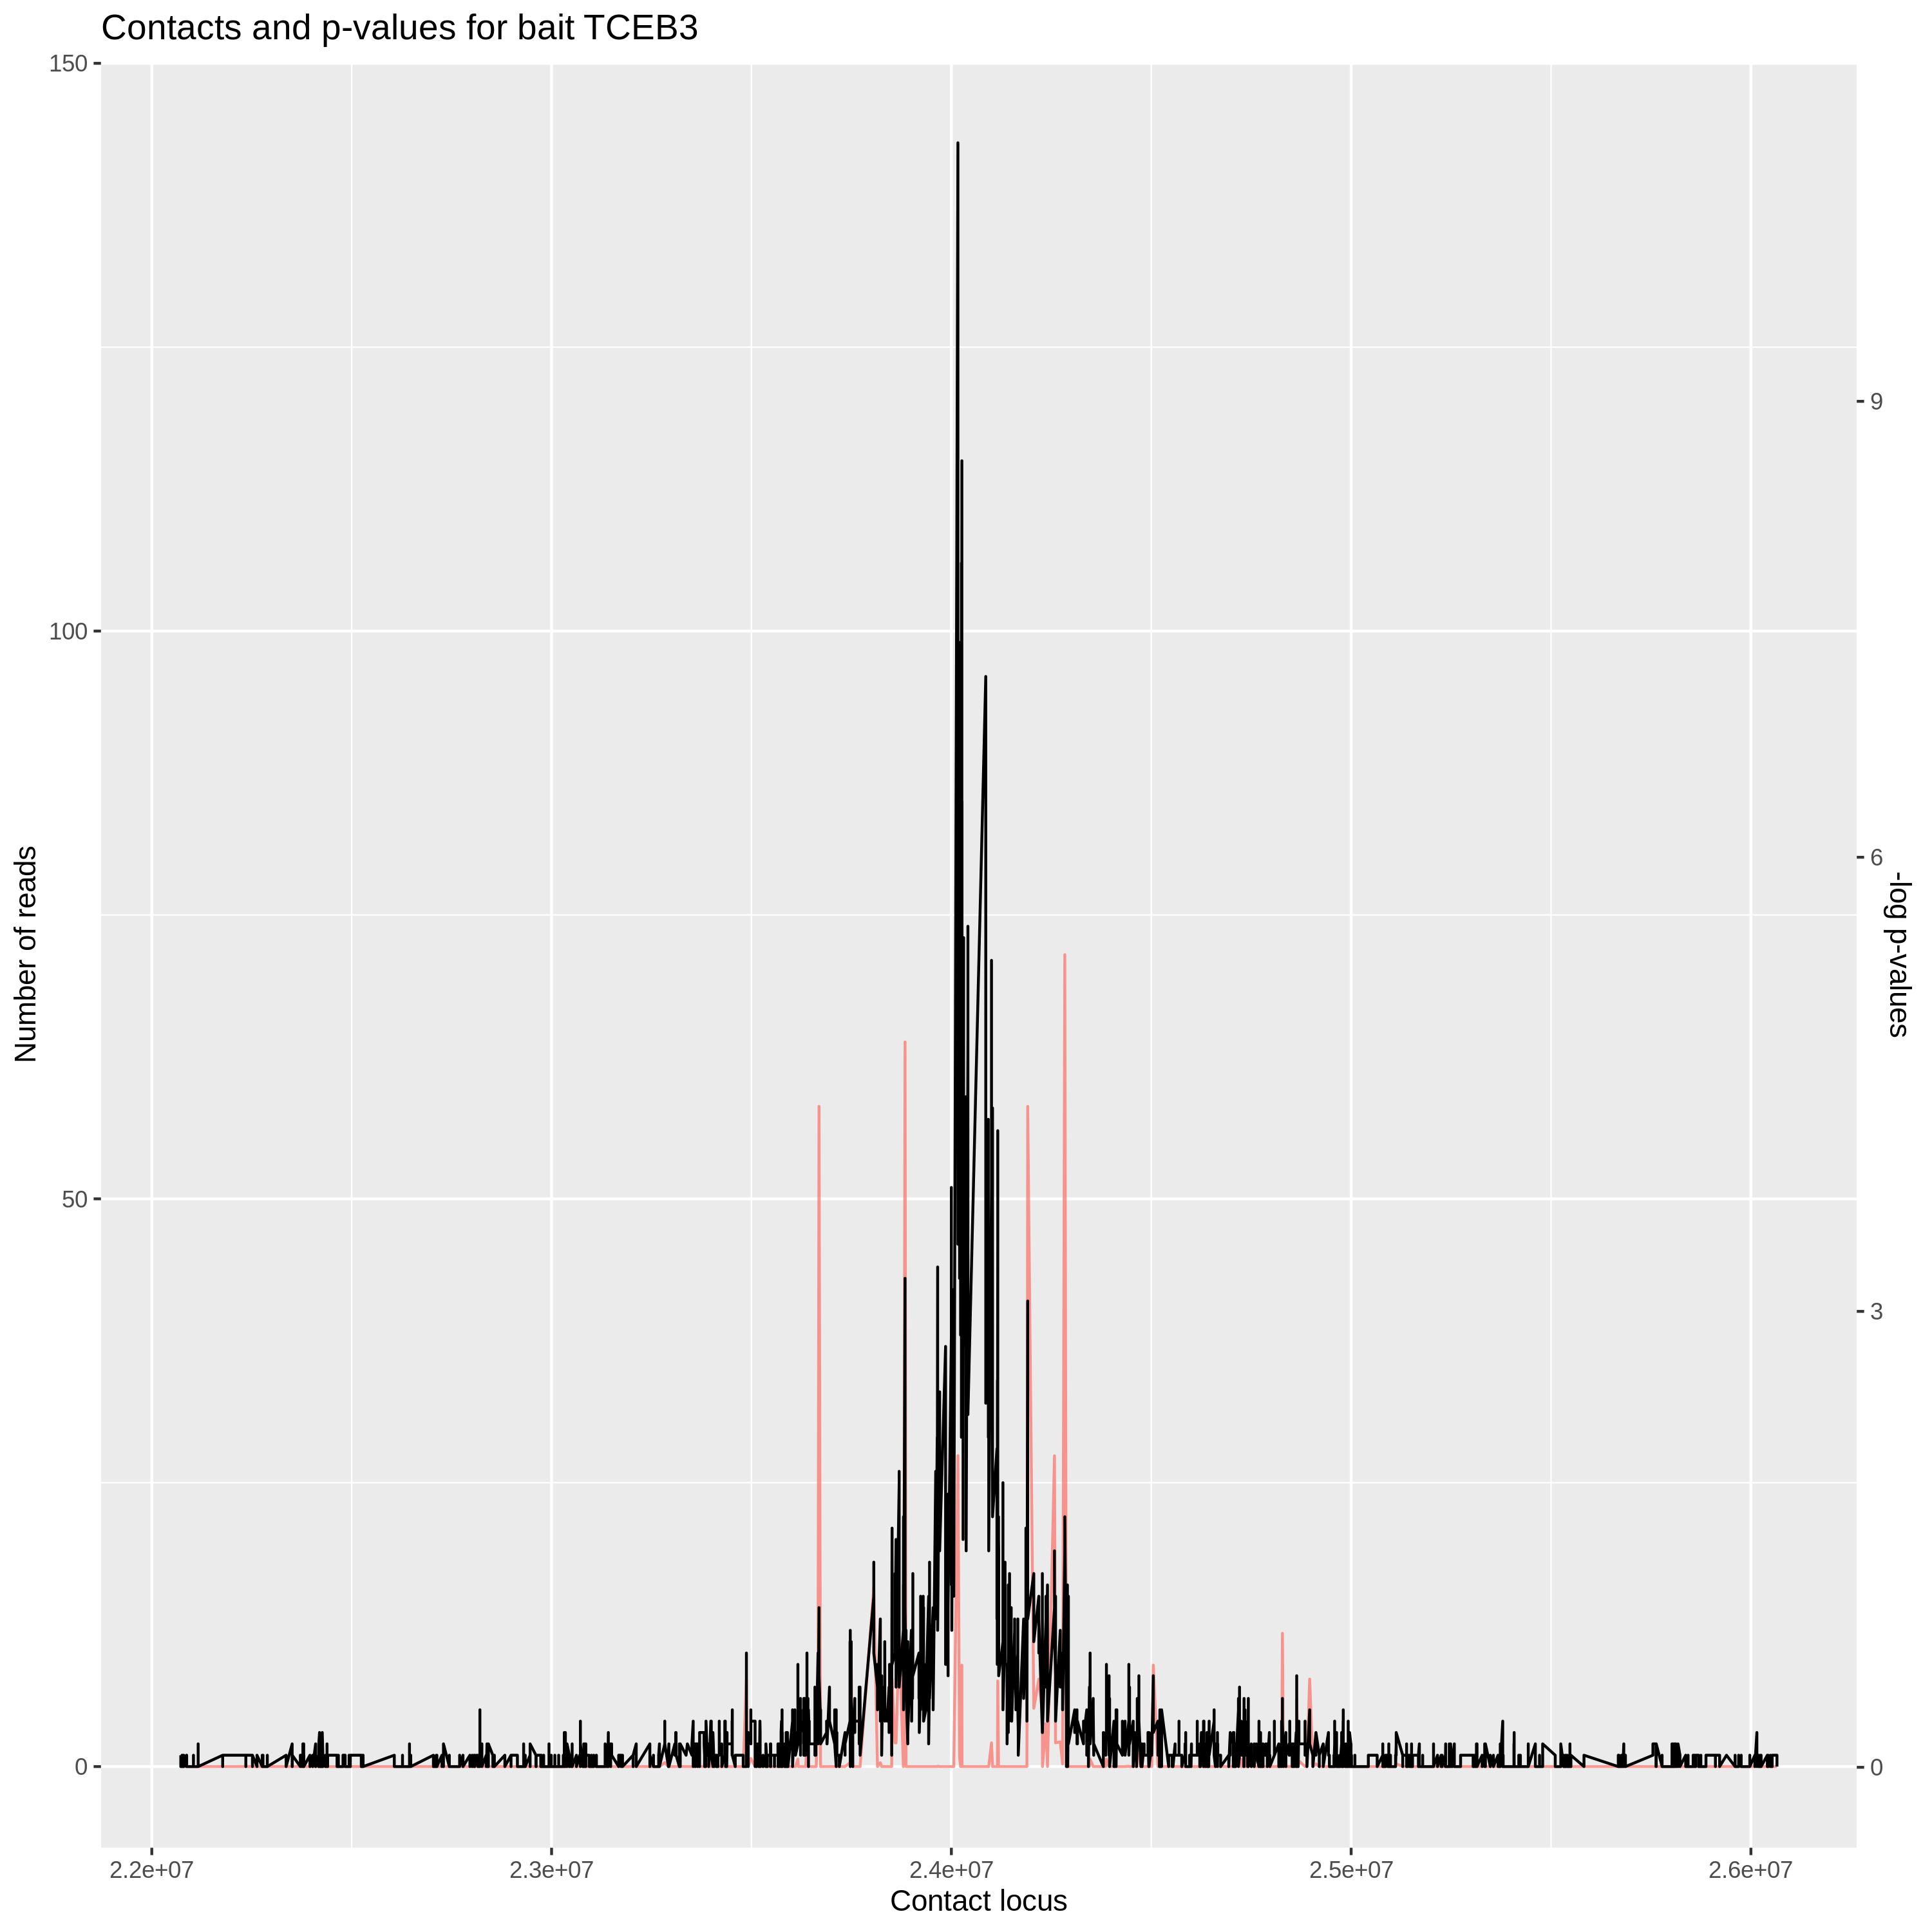 Contacts and p-values for bait TCEB3
150
100
50
0
Number of reads
9
6
3
0
-log p-values
2.2e+07 2.3e+07 2.4e+07 2.5e+07 2.6e+07
Contact locus